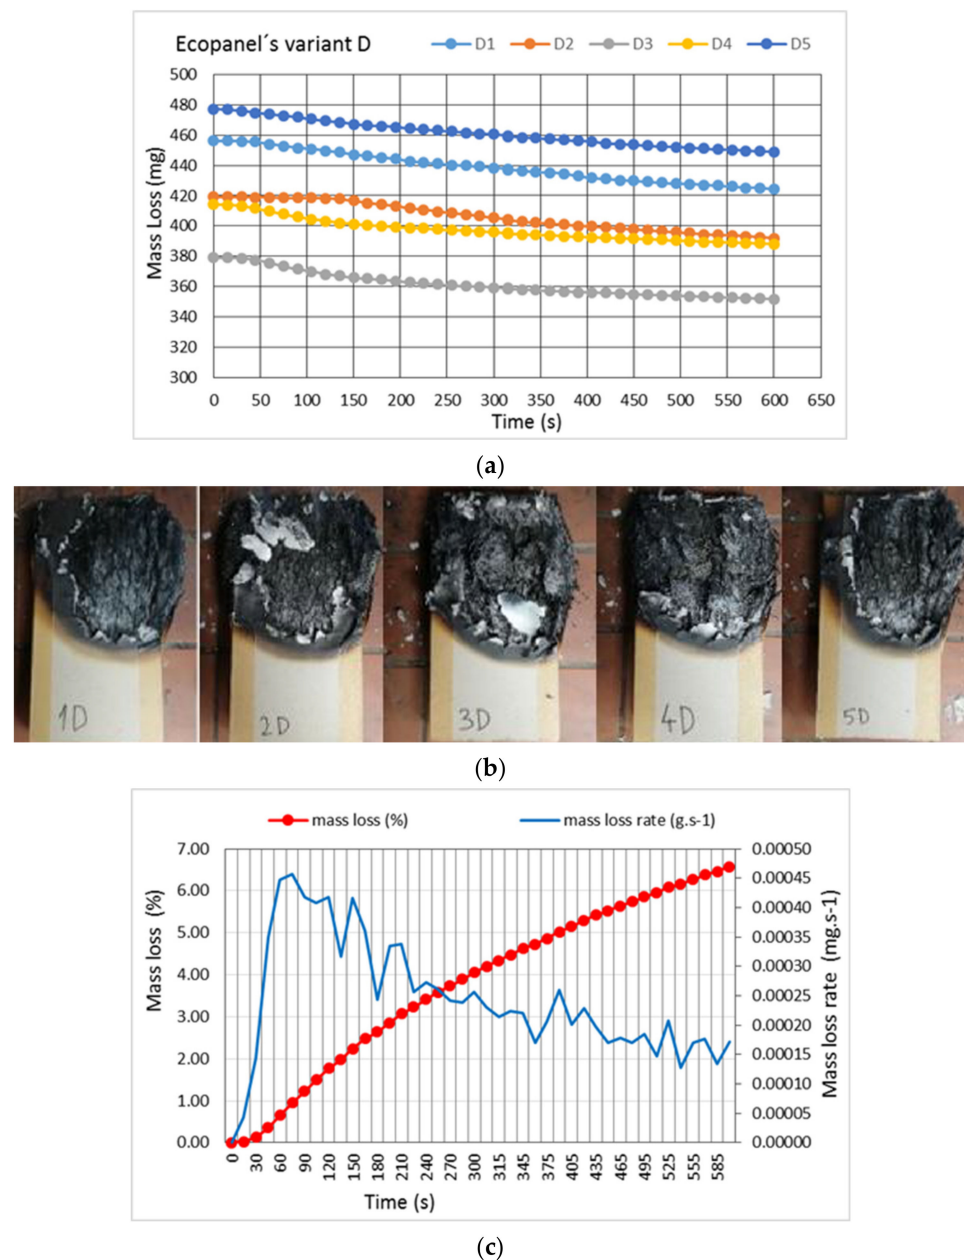 Ecopanel´s variant D
D1 D2 D3 D4 D5
500
480
460
440
420
400
380
360
340
320
300
Mass Loss (mg)
0 50 100 150 200 250 300 350 400 450 500 550 600 650
Time (s)
(a)
1D 2D 3D 4D 5D
(b)
mass loss (%) mass loss rate (g.s-1)
7.00
6.00
5.00
4.00
3.00
2.00
1.00
0.00
Mass loss (%)
0.00050
0.00045
0.00040
0.00035
0.00030
0.00025
0.00020
0.00015
0.00010
0.00005
0.00000
Mass loss rate (mg.s-1)
0 30 60 90 120 150 180 210 240 270 300 315 345 375 405 435 465 495 525 555 585
Time (s)
(c)